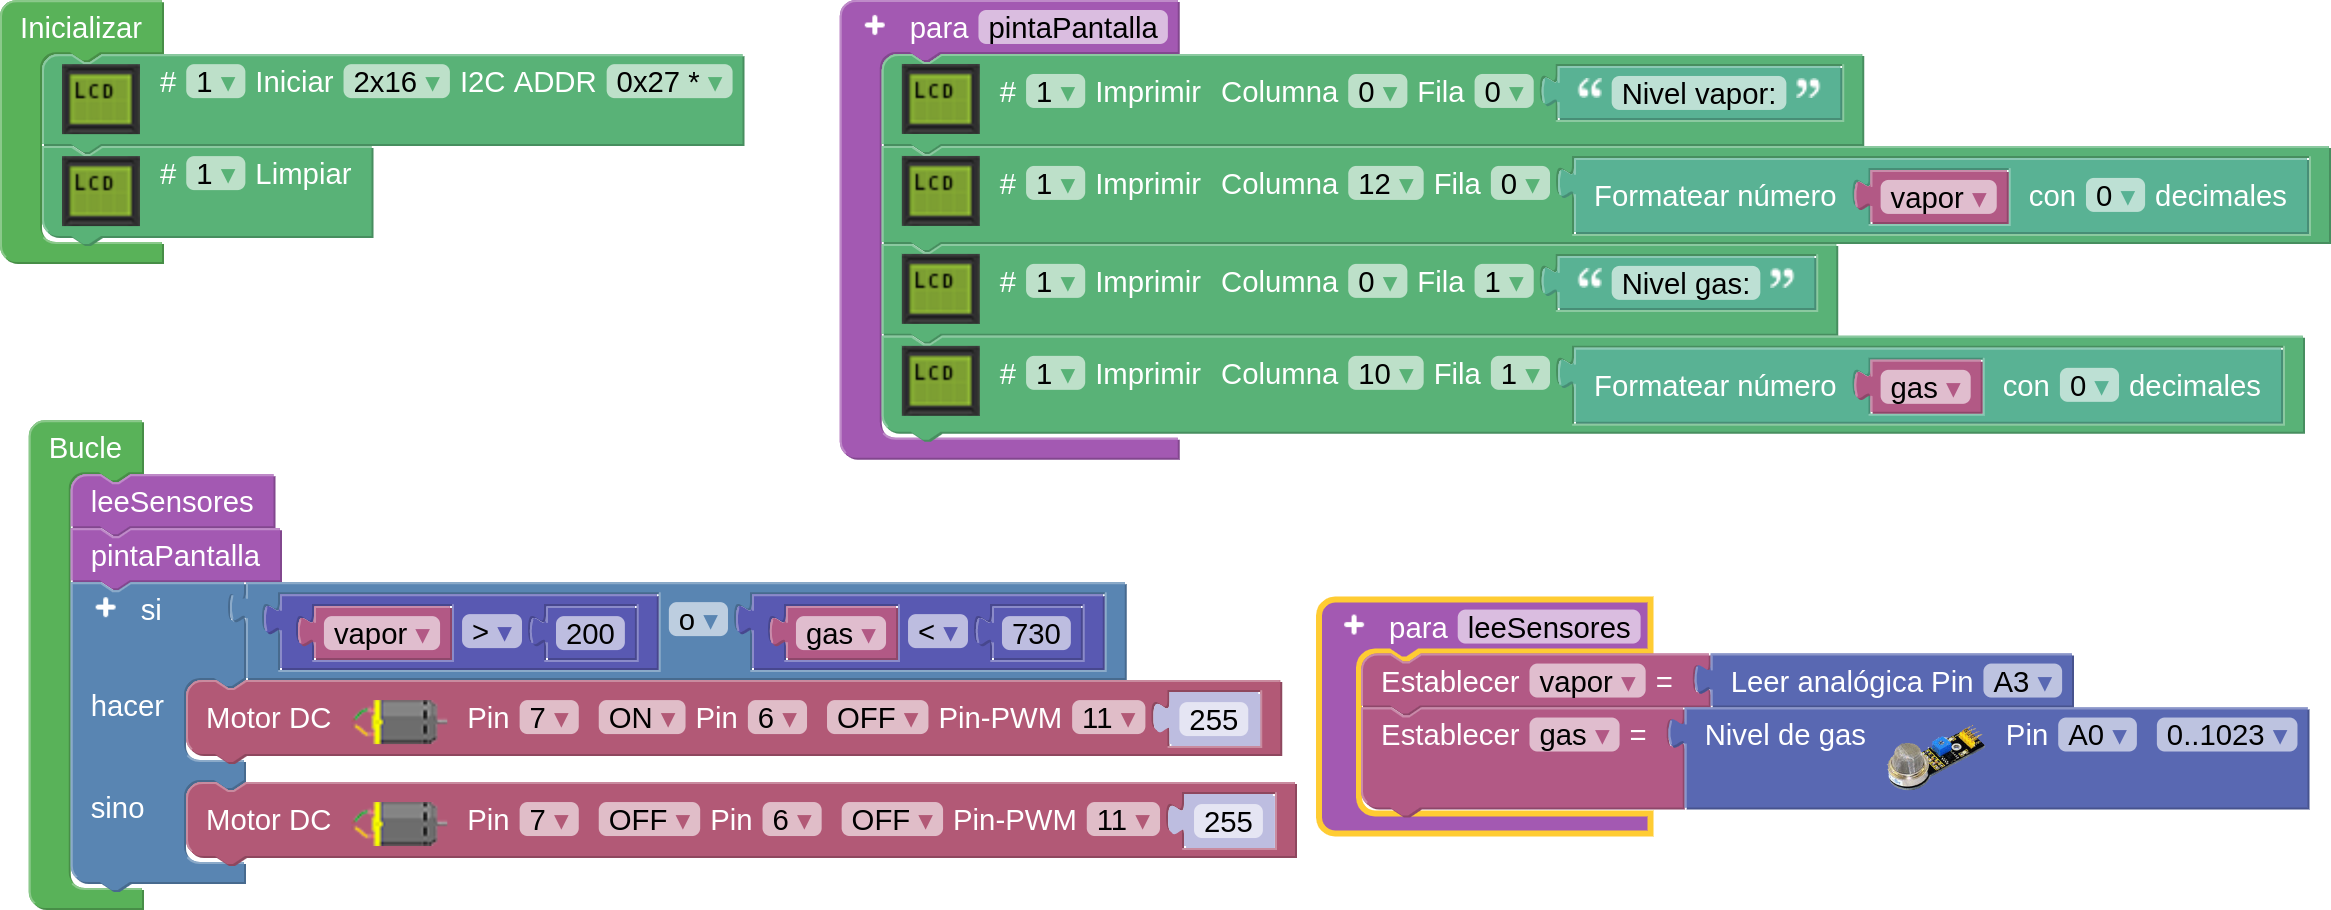 Inicializar
LCD # 1 Iniciar 2x16 I2C ADDR 0x27 *
LCD # 1 Limpiar
para pintaPantalla
LCD # 1 Imprimir Columna 0 Fila 0 “ Nivel vapor: ”
LCD # 1 Imprimir Columna 12 Fila 0 Formatear número vapor con 0 decimales
LCD # 1 Imprimir Columna 0 Fila 1 “ Nivel gas: ”
LCD # 1 Imprimir Columna 10 Fila 1 Formatear número gas con 0 decimales
Bucle
leeSensores
pintaPantalla
si vapor > 200 o gas < 730
hacer Motor DC Pin 7 ON Pin 6 OFF Pin-PWM 11 255
sino Motor DC Pin 7 OFF Pin 6 OFF Pin-PWM 11 255
para leeSensores
Establecer vapor = Leer analógica Pin A3
Establecer gas = Nivel de gas Pin A0 0..1023